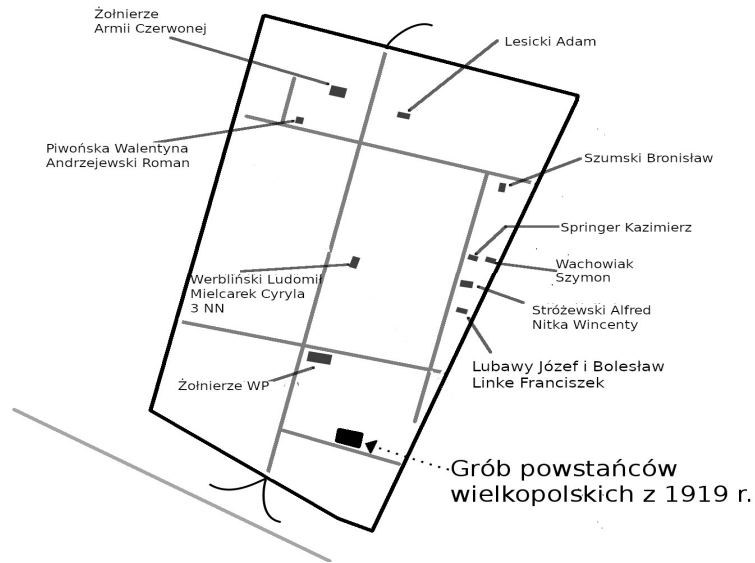 Żołnierze
Armii Czerwonej
Lesicki Adam
Piwońska Walentyna
Andrzejewski Roman
Szumski Bronisław
Springer Kazimierz
Wachowiak
Szymon
Werbliński Ludomił
Mielcarek Cyryla
3 NN
Stróżewski Alfred
Nitka Wincenty
Lubawy Józef i Bolesław
Linke Franciszek
Żołnierze WP
Grób powstańców
wielkopolskich z 1919 r.